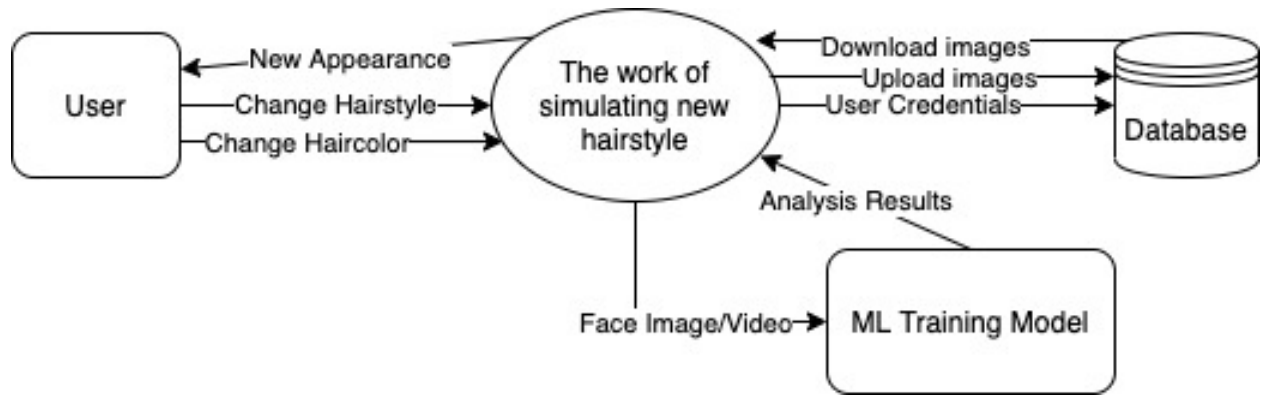 User
New Appearance
Change Hairstyle
Change Haircolor
The work of
simulating new
hairstyle
Download images
Upload images
User Credentials
Database
Analysis Results
Face Image/Video
ML Training Model